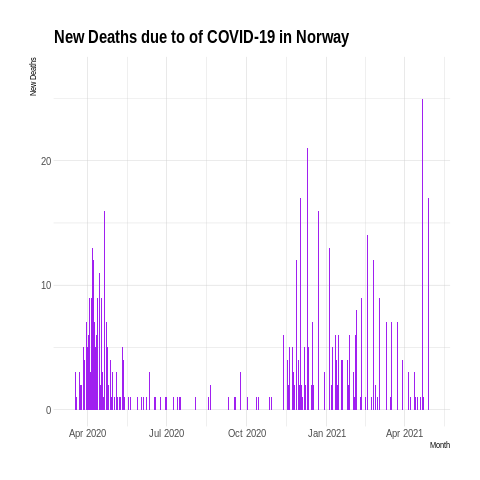 New Deaths due to of COVID-19 in Norway
New Deaths
20
10
0
Apr 2020 Jul 2020 Oct 2020 Jan 2021 Apr 2021
Month